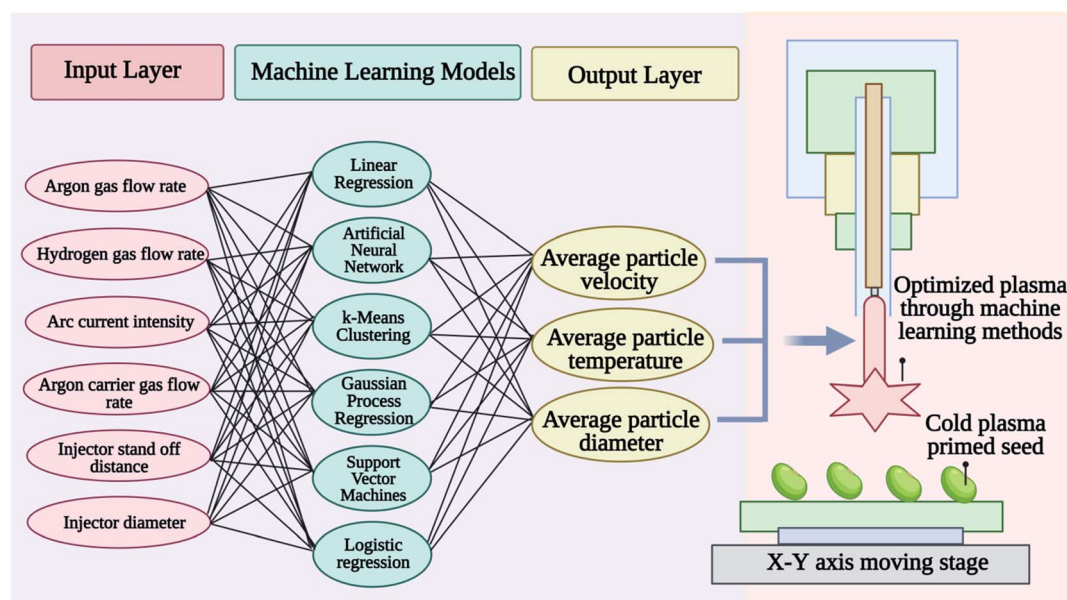 Input Layer
Machine Learning Models
Output Layer
Argon gas flow rate
Hydrogen gas flow rate
Arc current intensity
Argon carrier gas flow
rate
Injector stand off
distance
Injector diameter
Linear
Regression
Artificial
Neural
Network
k-Means
Clustering
Gaussian
Process
Regression
Support
Vector
Machines
Logistic
regression
Average particle
velocity
Average particle
temperature
Average particle
diameter
Optimized plasma
through machine
learning methods
Cold plasma
primed seed
X-Y axis moving stage